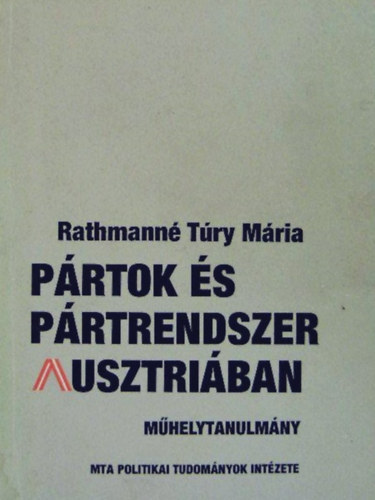 Rathmanné Túry Mária
PÁRTOK ÉS
PÁRTRENDSZER
AUSZTRIÁBAN
MŰHELYTANULMÁNY
MTA POLITIKAI TUDOMÁNYOK INTÉZETE